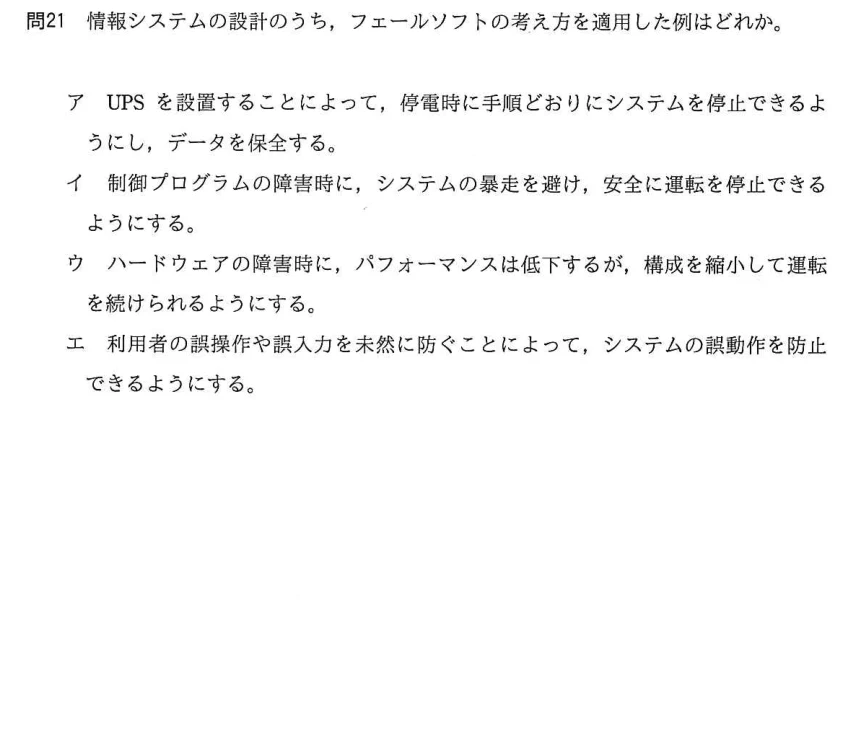 問21 情報システムの設計のうち，フェールソフトの考え方を適用した例はどれか。
ア UPS を設置することによって，停電時に手順どおりにシステムを停止できるよ
うにし，データを保全する。
イ 制御プログラムの障害時に，システムの暴走を避け，安全に運転を停止できる
ようにする。
ウ ハードウェアの障害時に，パフォーマンスは低下するが，構成を縮小して運転
を続けられるようにする。
エ 利用者の誤操作や誤入力を未然に防ぐことによって，システムの誤動作を防止
できるようにする。